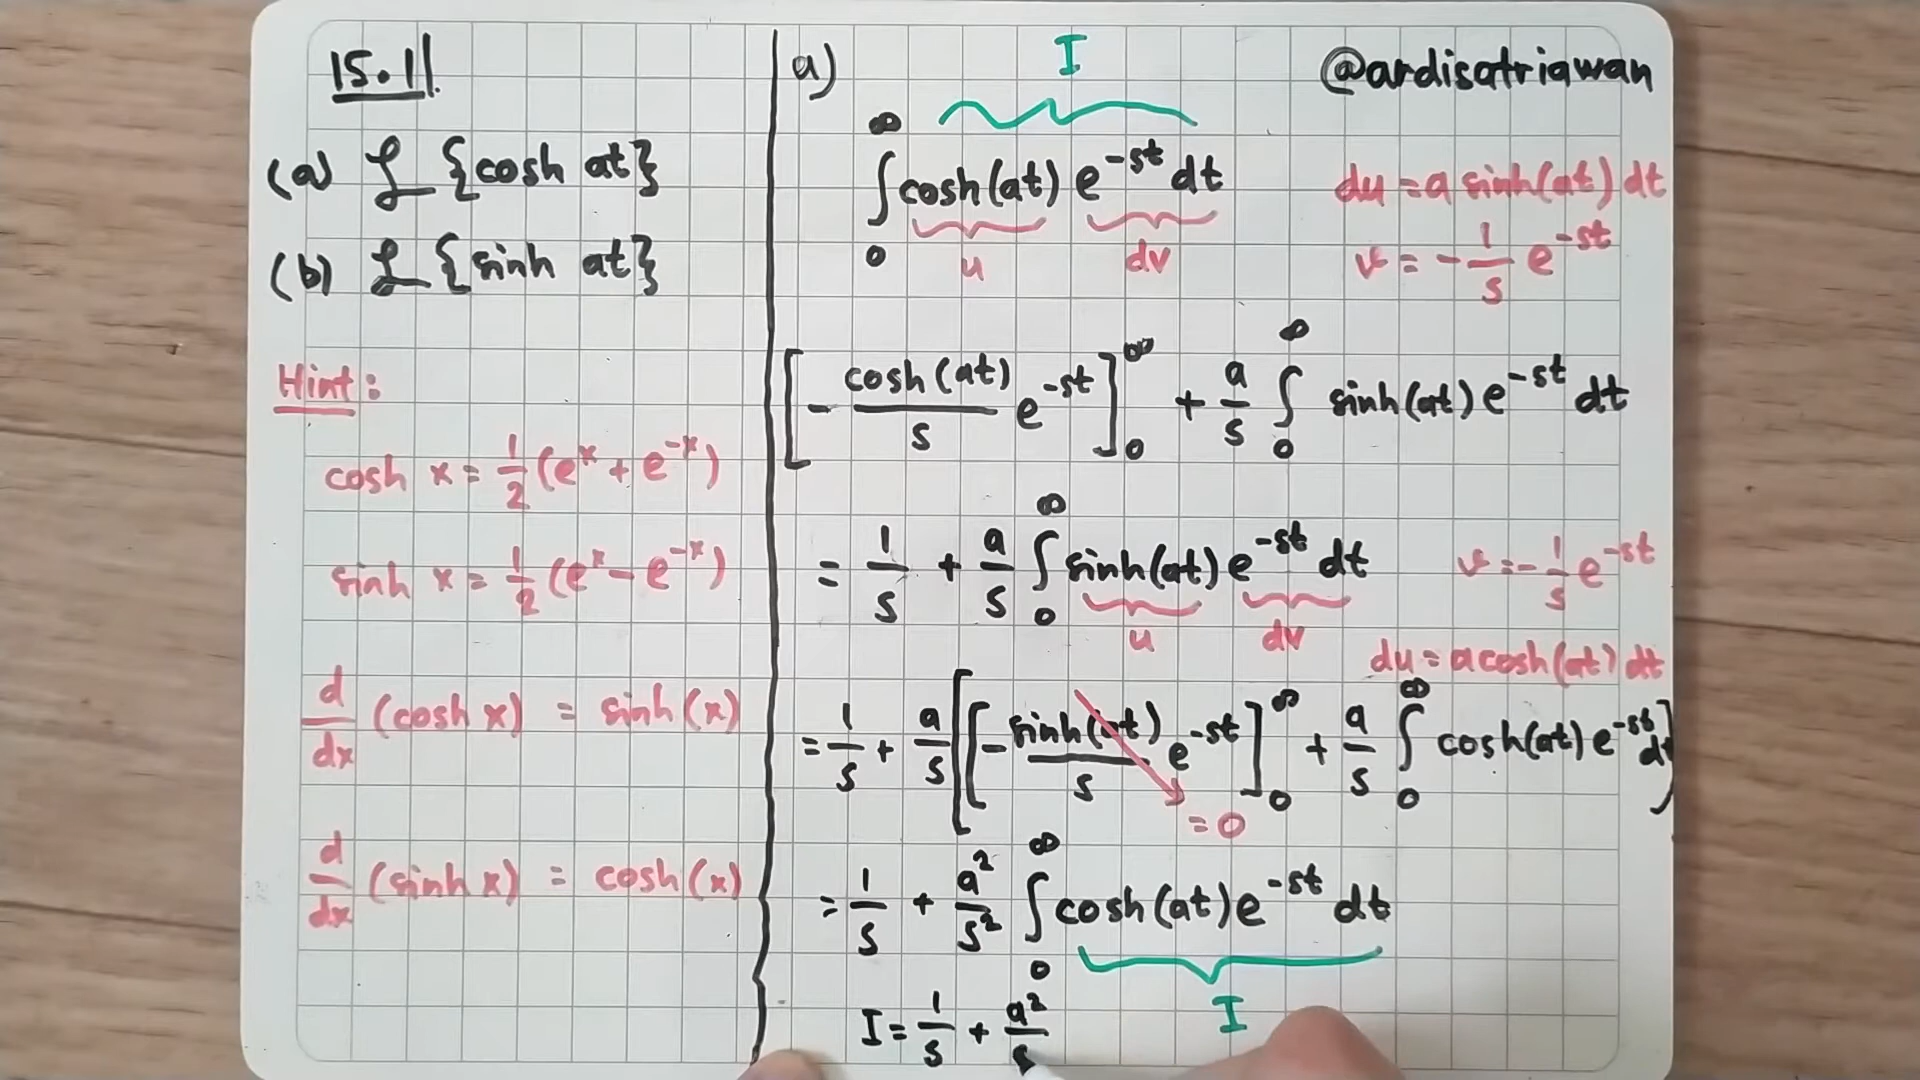 15.11.
(a) ℒ {cosh at}
(b) ℒ {sinh at}
Hint:
cosh x = 1/2 (e^x + e^-x)
sinh x = 1/2 (e^x - e^-x)
d/dx (cosh x) = sinh(x)
d/dx (sinh x) = cosh(x)
a)
I
@ardisatriawan
∫_0^∞ cosh(at) e^-st dt
u dv
du = a sinh(at) dt
v = -1/s e^-st
[-cosh(at)/s e^-st]_0^∞ + a/s ∫_0^∞ sinh(at) e^-st dt
= 1/s + a/s ∫_0^∞ sinh(at) e^-st dt
u dv
v = -1/s e^-st
du = a cosh(at) dt
= 1/s + a/s [[-sinh(at)/s e^-st]_0^∞ + a/s ∫_0^∞ cosh(at) e^-st dt]
= 0
= 1/s + a²/s² ∫_0^∞ cosh(at) e^-st dt
I
I = 1/s + a²/s